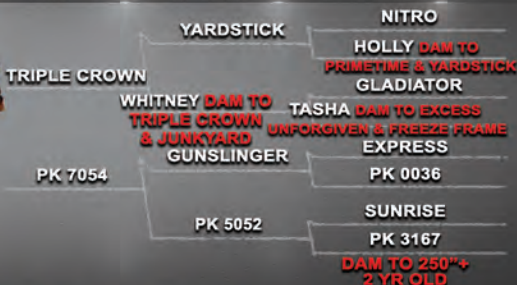 YARDSTICK
NITRO
HOLLY DAM TO
PRIMETIME & YARDSTICK
TRIPLE CROWN
GLADIATOR
WHITNEY DAM TO
TRIPLE CROWN
& JUNKYARD
TASHA DAM TO EXCESS
UNFORGIVEN & FREEZE FRAME
GUNSLINGER
EXPRESS
PK 7054
PK 0036
PK 5052
SUNRISE
PK 3167
DAM TO 250”+
2 YR OLD